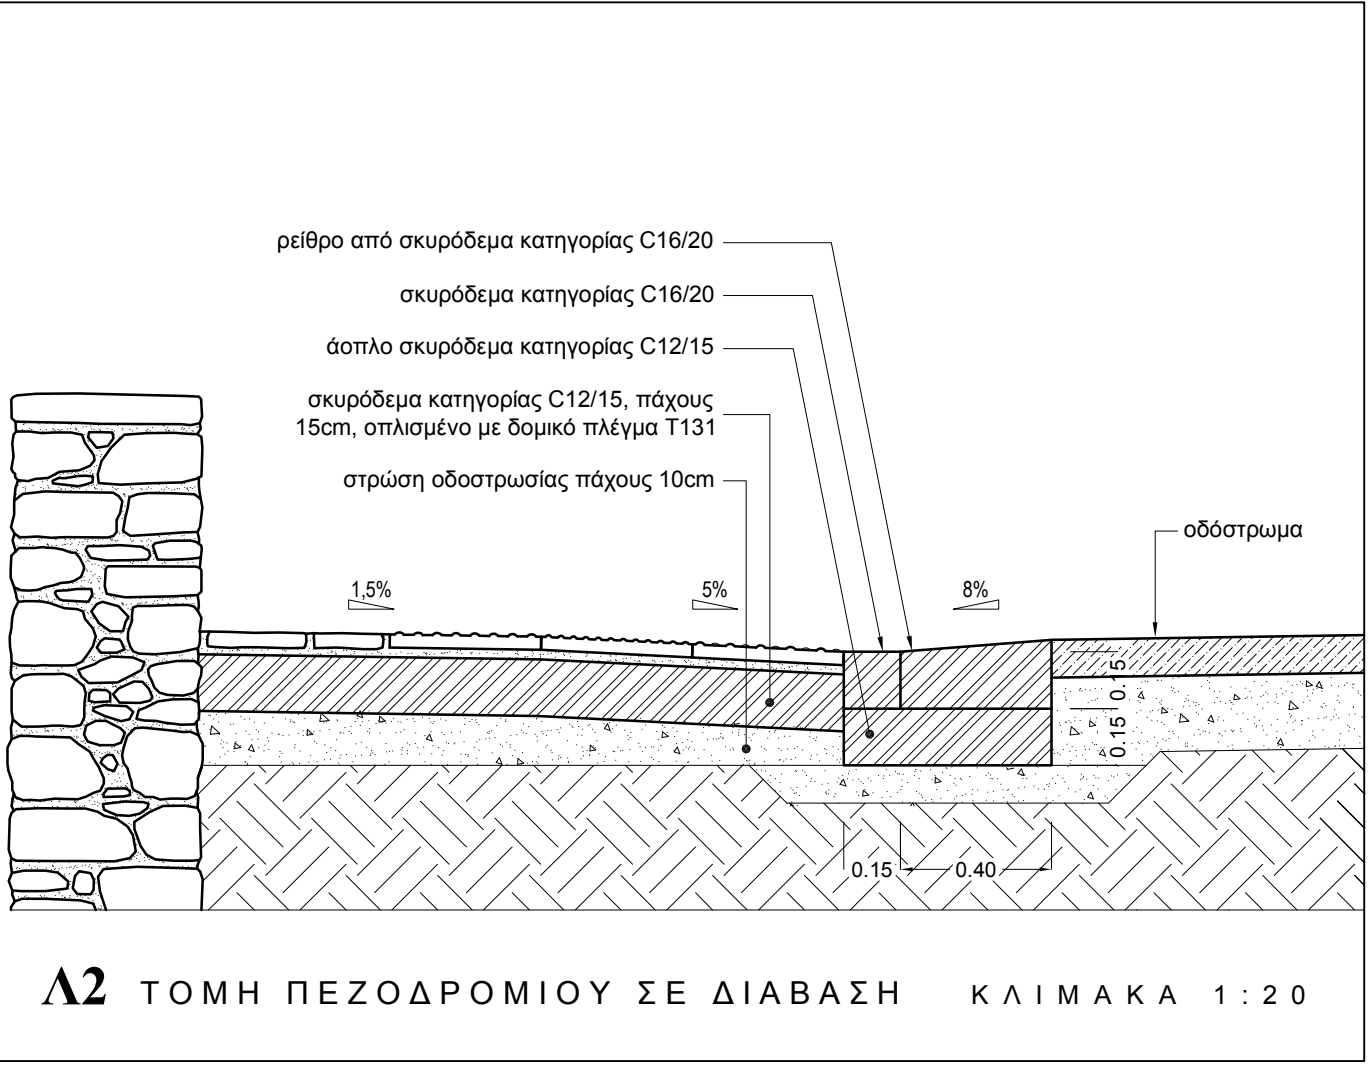 ρείθρο από σκυρόδεμα κατηγορίας C16/20
σκυρόδεμα κατηγορίας C16/20
άοπλο σκυρόδεμα κατηγορίας C12/15
σκυρόδεμα κατηγορίας C12/15, πάχους
15cm, οπλισμένο με δομικό πλέγμα Τ131
στρώση οδοστρωσίας πάχους 10cm
οδόστρωμα
1,5%
5%
8%
0.15
0.15
0.15
0.40
Λ2 ΤΟΜΗ ΠΕΖΟΔΡΟΜΙΟΥ ΣΕ ΔΙΑΒΑΣΗ ΚΛΙΜΑΚΑ 1:20